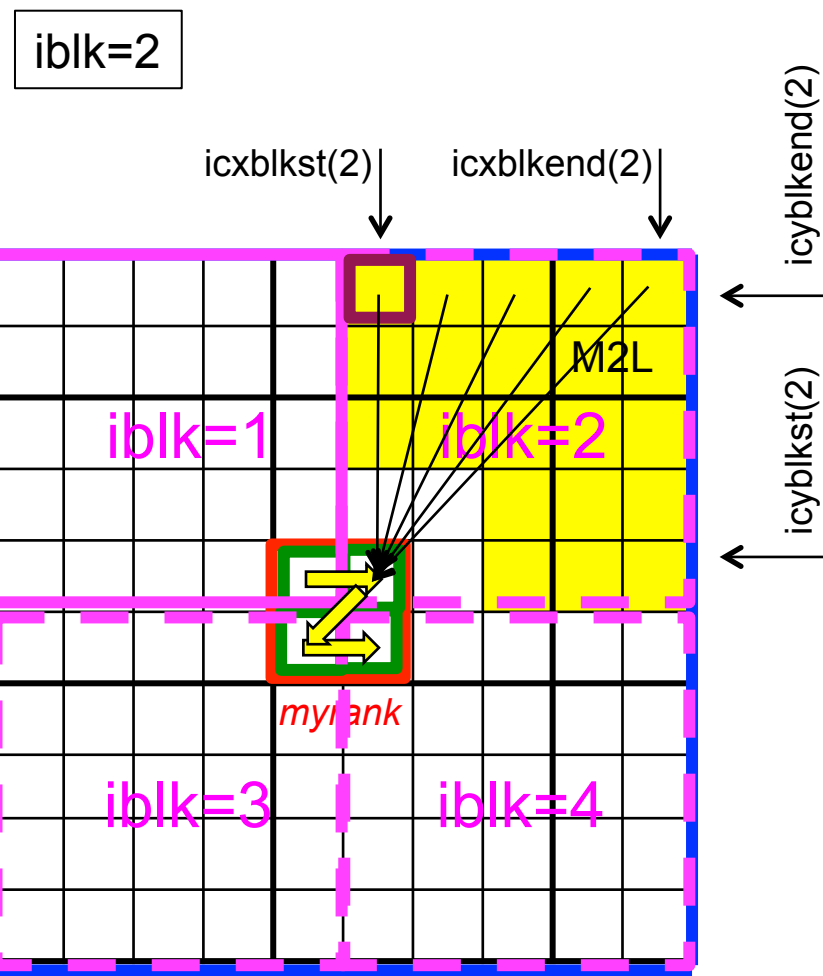 iblk=2
icxblkst(2)
icxblkend(2)
icyblkend(2)
M2L
iblk=1
iblk=2
icyblkst(2)
myrank
iblk=3
iblk=4